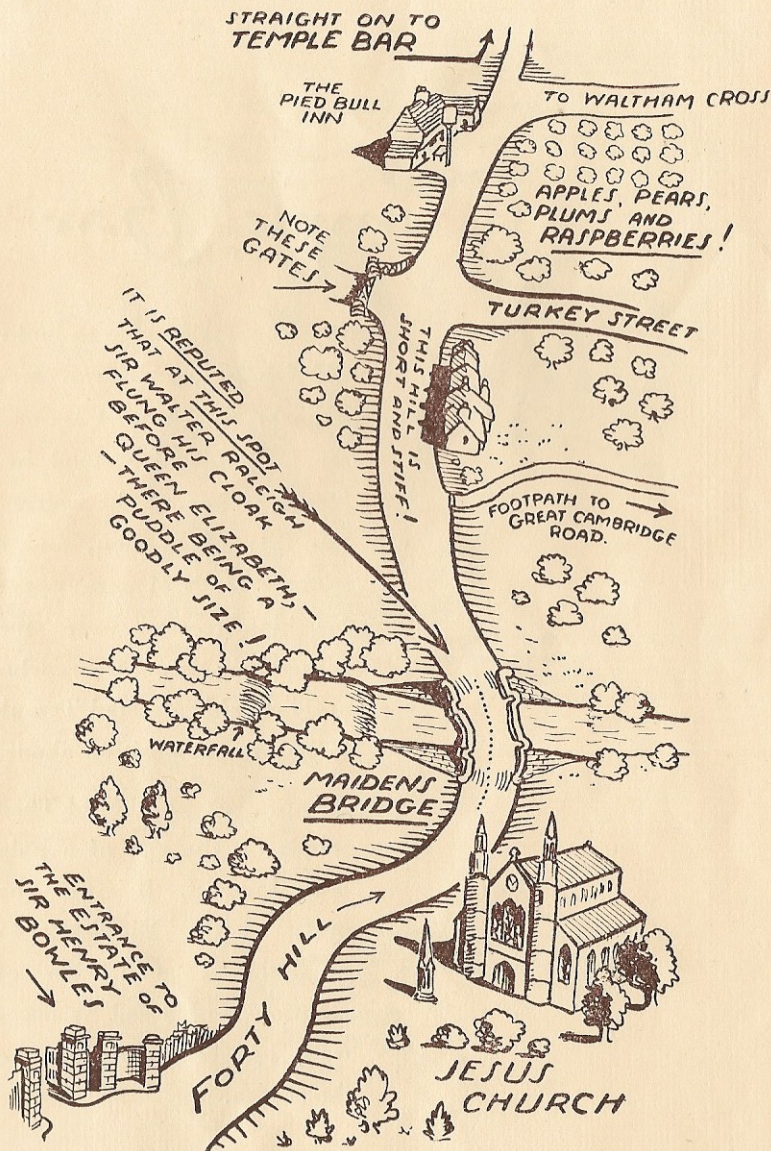 STRAIGHT ON TO
TEMPLE BAR
THE
PIED BULL
INN
TO WALTHAM CROSS
APPLES, PEARS,
PLUMS AND
RASPBERRIES!
NOTE
THESE
GATES
TURKEY STREET
THIS HILL IS
SHORT AND STIFF!
IT IS REPUTED
THAT AT THIS SPOT
SIR WALTER RALEIGH
FLUNG HIS CLOAK
BEFORE
QUEEN ELIZABETH, –
– THERE BEING A
PUDDLE OF
GOODLY SIZE!
FOOTPATH TO
GREAT CAMBRIDGE
ROAD.
WATERFALL
MAIDENS
BRIDGE
ENTRANCE TO
THE ESTATE OF
SIR HENRY
BOWLES
FORTY HILL
JESUS
CHURCH